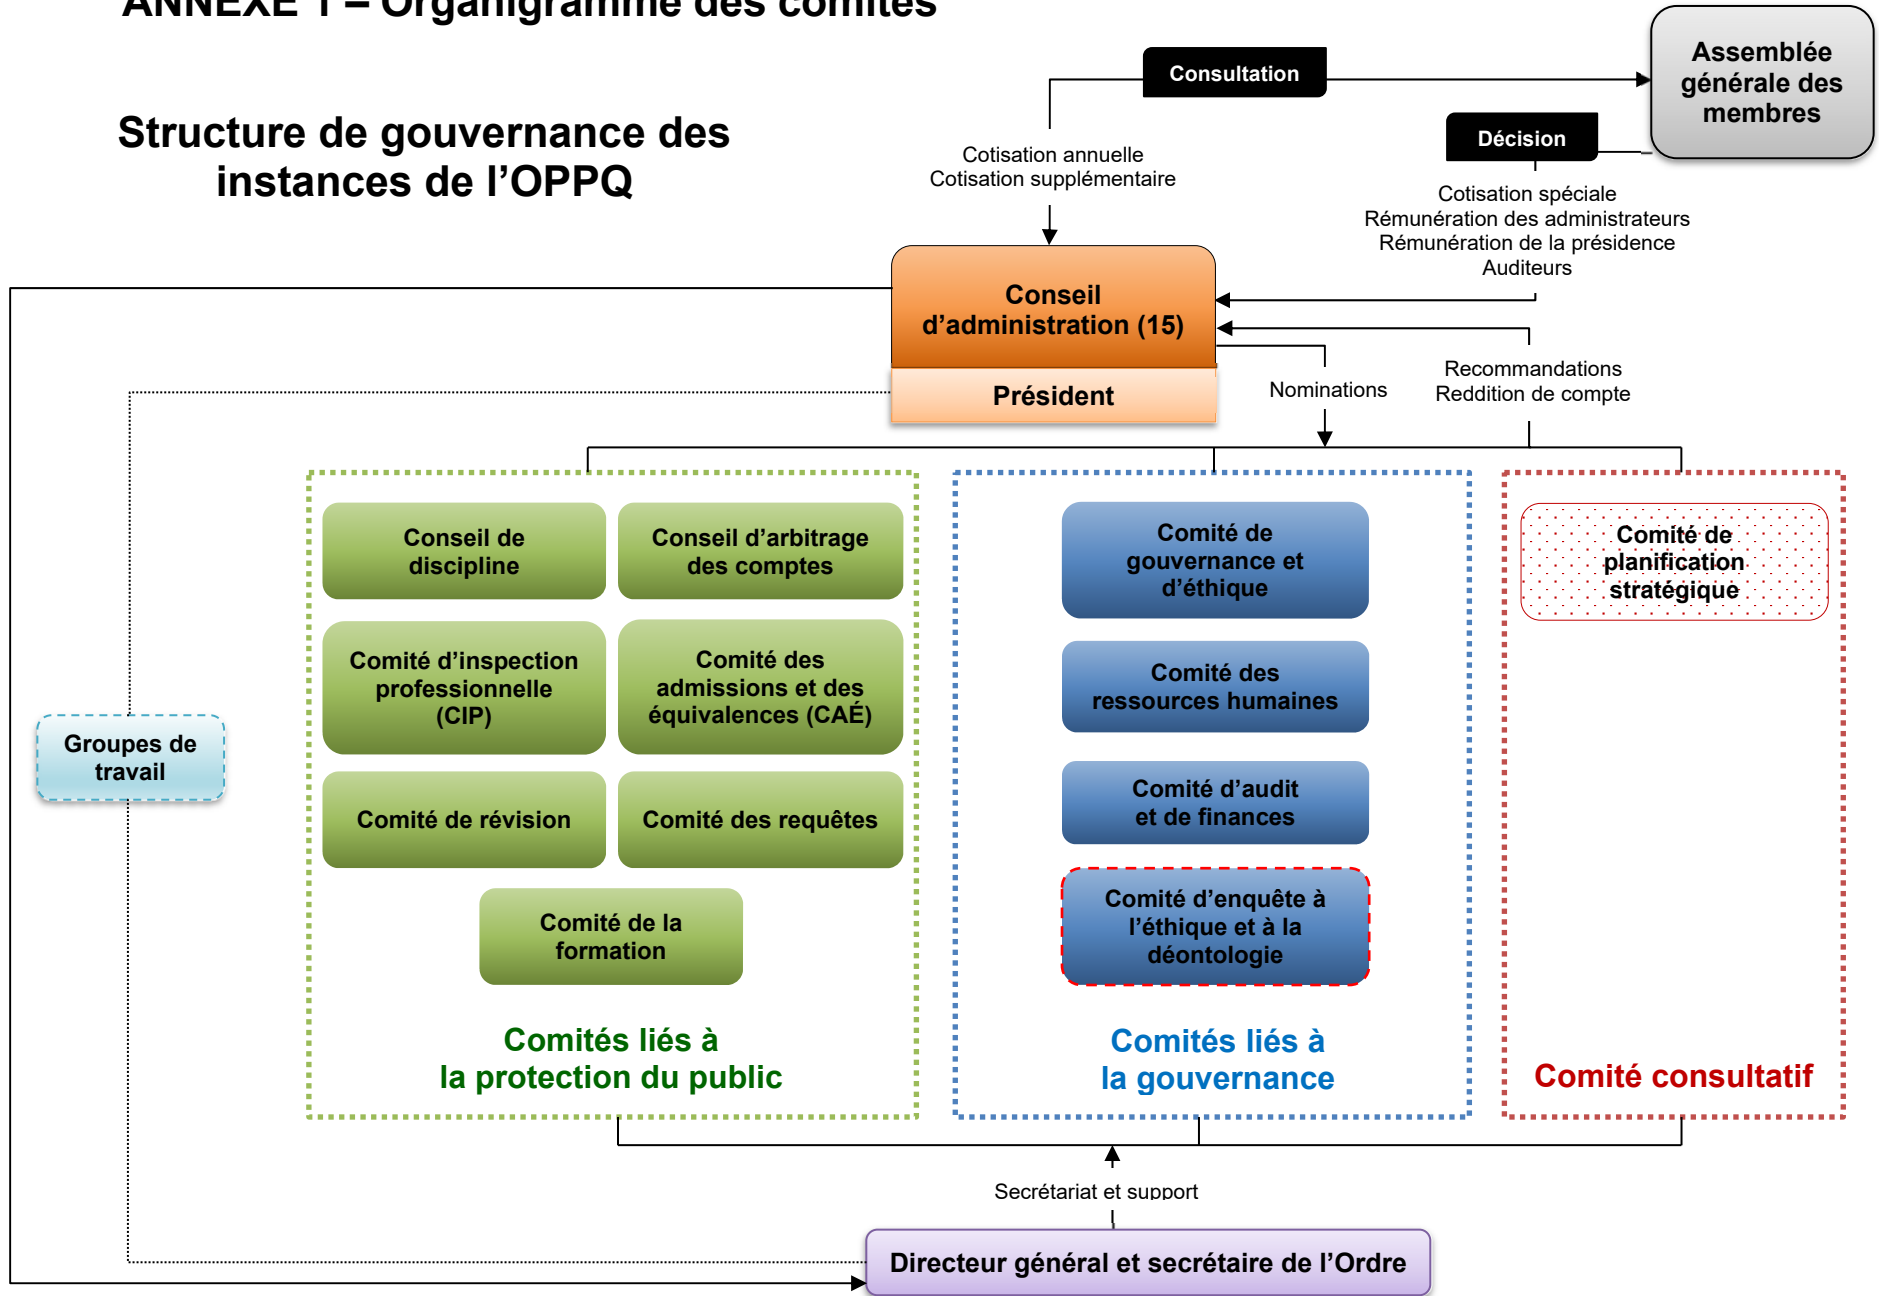 ANNEXE 1 – Organigramme des comités
Structure de gouvernance des
instances de l’OPPQ
Consultation
Assemblée
générale des
membres
Décision
Cotisation annuelle
Cotisation supplémentaire
Cotisation spéciale
Rémunération des administrateurs
Rémunération de la présidence
Auditeurs
Conseil
d’administration (15)
Président
Nominations
Recommandations
Reddition de compte
Groupes de
travail
Conseil de
discipline
Conseil d’arbitrage
des comptes
Comité d’inspection
professionnelle
(CIP)
Comité des
admissions et des
équivalences (CAÉ)
Comité de révision
Comité des requêtes
Comité de la
formation
Comités liés à
la protection du public
Comité de
gouvernance et
d’éthique
Comité des
ressources humaines
Comité d’audit
et de finances
Comité d’enquête à
l’éthique et à la
déontologie
Comités liés à
la gouvernance
Comité de
planification
stratégique
Comité consultatif
Secrétariat et support
Directeur général et secrétaire de l’Ordre